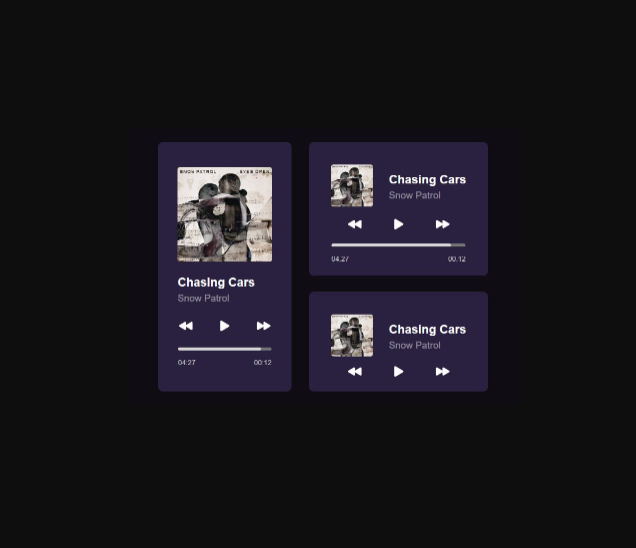 SNOW PATROL EYES OPEN
Chasing Cars
Snow Patrol
04:27 00:12
Chasing Cars
Snow Patrol
04:27 00:12
Chasing Cars
Snow Patrol